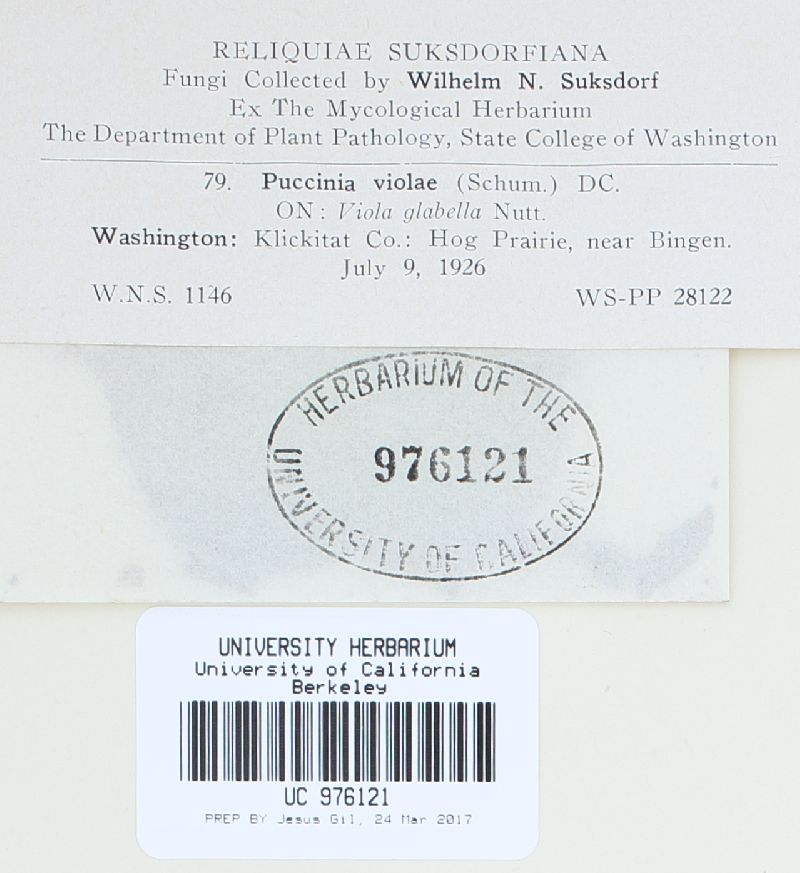 RELIQUIAE SUKSDORFIANA
Fungi Collected by Wilhelm N. Suksdorf
Ex The Mycological Herbarium
The Department of Plant Pathology, State College of Washington
79. Puccinia violae (Schum.) DC.
ON: Viola glabella Nutt.
Washington: Klickitat Co.: Hog Prairie, near Bingen.
July 9, 1926
W.N.S. 1146 WS-PP 28122
HERBARIUM OF THE
976121
UNIVERSITY OF CALIFORNIA
UNIVERSITY HERBARIUM
University of California
Berkeley
UC 976121
PREP BY Jesus Gil, 24 Mar 2017